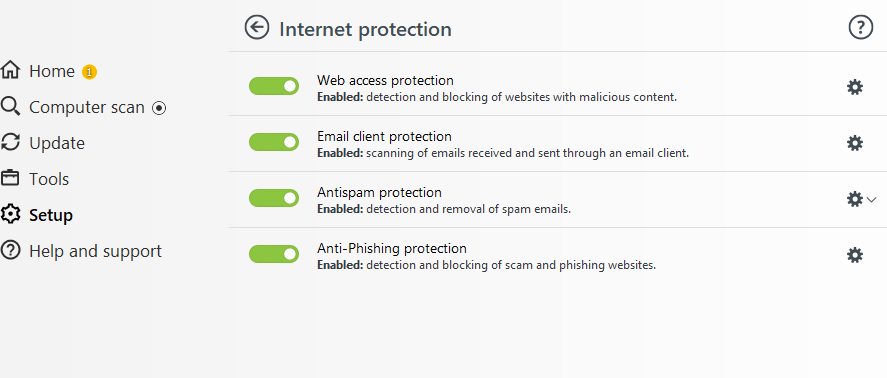 Internet protection
?
Home 1
Computer scan
Update
Tools
Setup
Help and support
Web access protection
Enabled: detection and blocking of websites with malicious content.
Email client protection
Enabled: scanning of emails received and sent through an email client.
Antispam protection
Enabled: detection and removal of spam emails.
Anti-Phishing protection
Enabled: detection and blocking of scam and phishing websites.